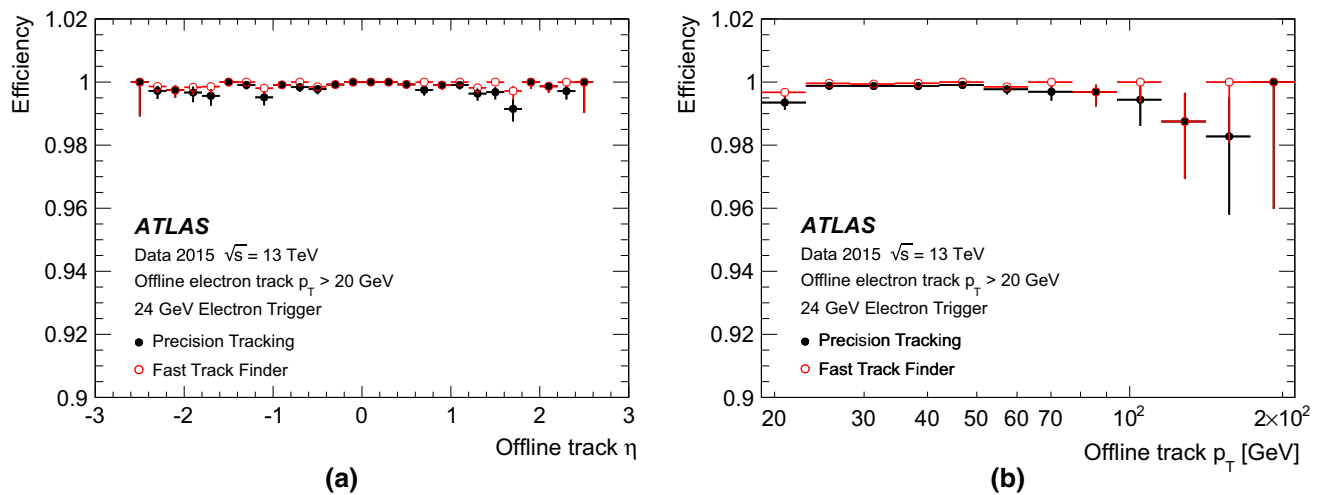 Efficiency
1.02
1
0.98
0.96
0.94
0.92
0.9
ATLAS
Data 2015 √s = 13 TeV
Offline electron track p_T > 20 GeV
24 GeV Electron Trigger
Precision Tracking
Fast Track Finder
-3 -2 -1 0 1 2 3
Offline track η
(a)
Efficiency
1.02
1
0.98
0.96
0.94
0.92
0.9
ATLAS
Data 2015 √s = 13 TeV
Offline electron track p_T > 20 GeV
24 GeV Electron Trigger
Precision Tracking
Fast Track Finder
20 30 40 50 60 70 10² 2×10²
Offline track p_T [GeV]
(b)